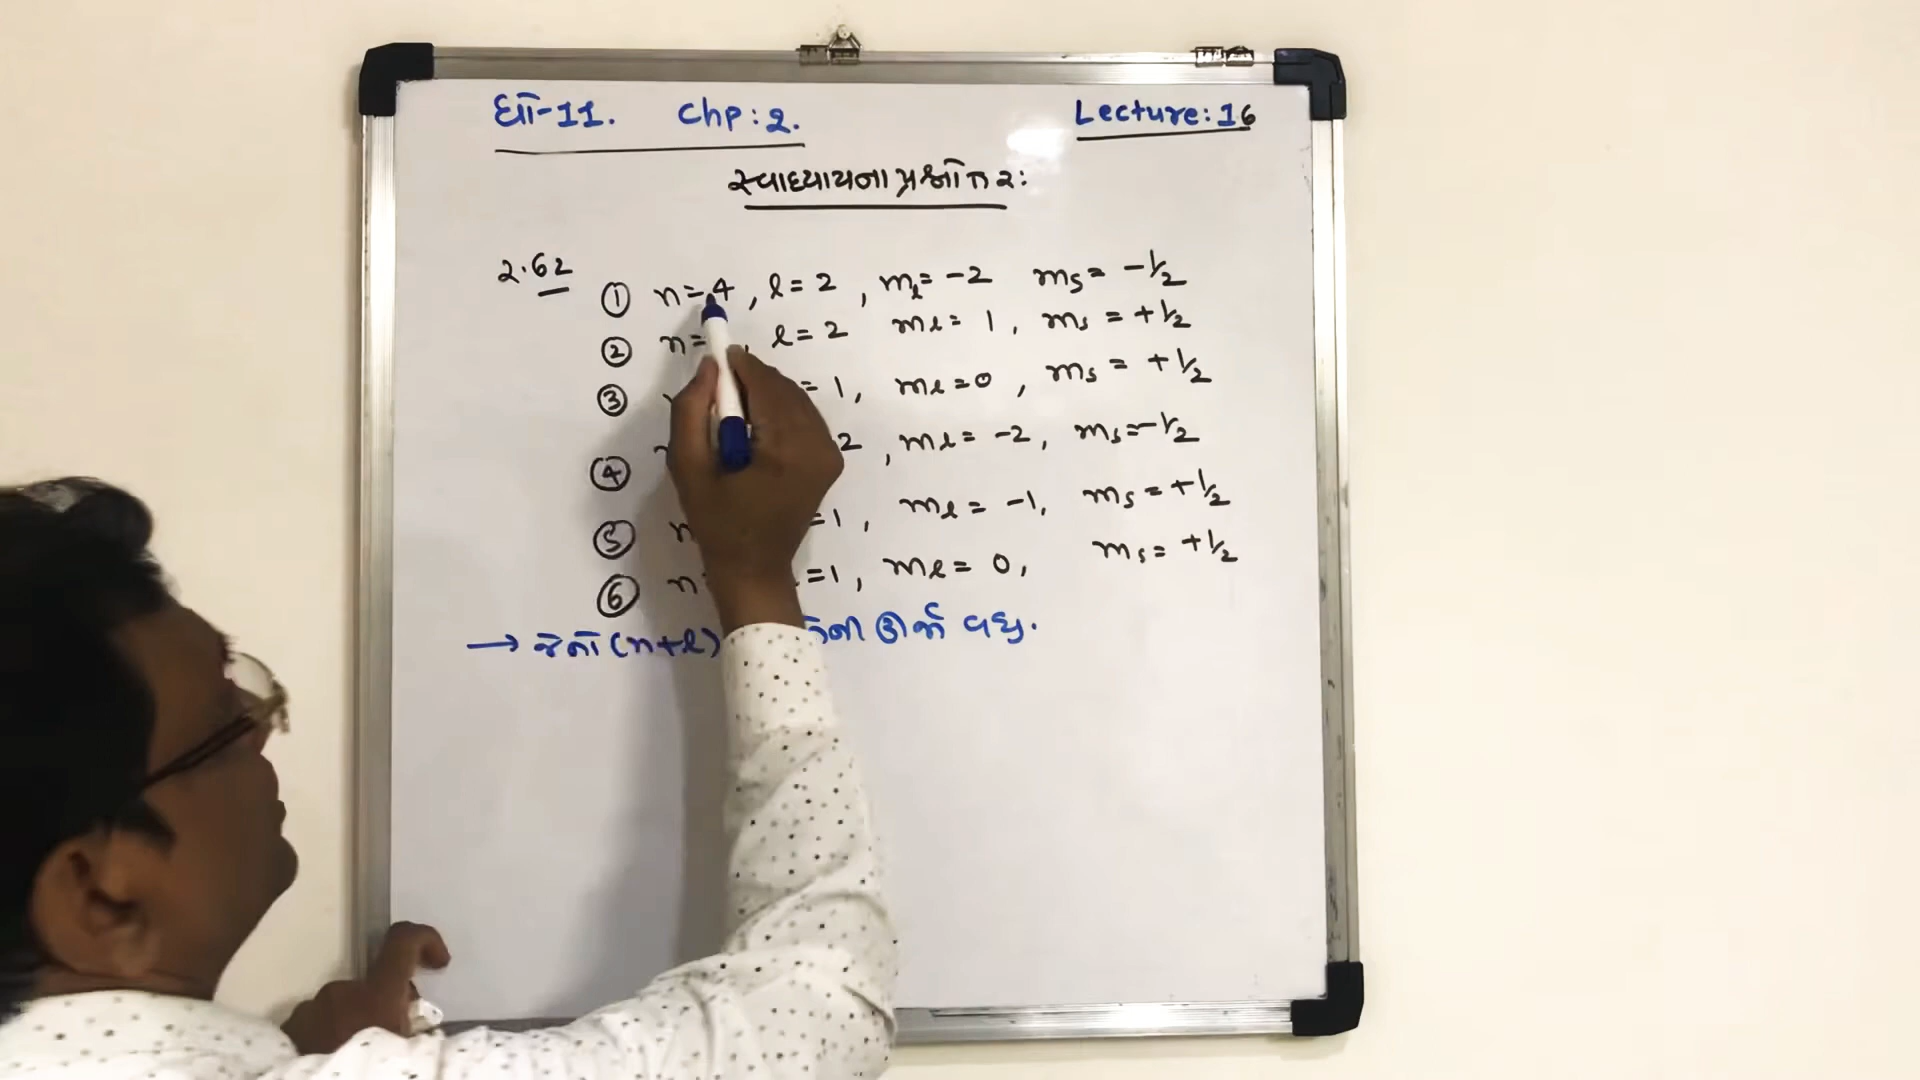 ધો-11. Chp: 2. Lecture: 16
સ્વાધ્યાયના પ્રશ્નો ત્તર:
2.62
① n=4, l=2, ml=-2 ms=-1/2
② n= , l=2 ml=1, ms=+1/2
③ =1, ml=0, ms=+1/2
④ 2, ml=-2, ms=-1/2
⑤ n =1, ml=-1, ms=+1/2
⑥ n= =1, ml=0, ms=+1/2
→ જેનો (n+l) ઊર્જા વધુ.